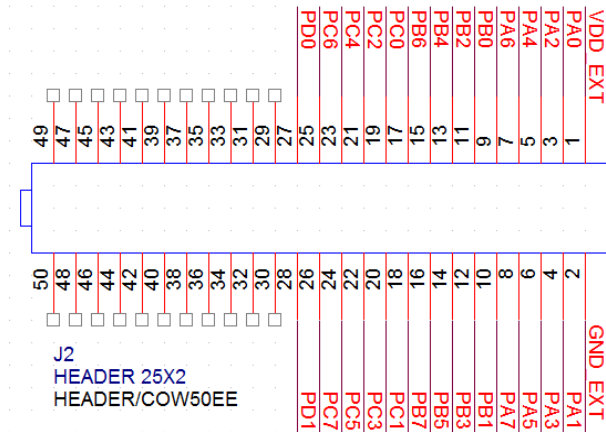 PD0 PC6 PC4 PC2 PC0 PB6 PB4 PB2 PB0 PA6 PA4 PA2 PA0 VDD_EXT
49 47 45 43 41 39 37 35 33 31 29 27 25 23 21 19 17 15 13 11 9 7 5 3 1
50 48 46 44 42 40 38 36 34 32 30 28 26 24 22 20 18 16 14 12 10 8 6 4 2
J2
HEADER 25X2
HEADER/COW50EE
PD1 PC7 PC5 PC3 PC1 PB7 PB5 PB3 PB1 PA7 PA5 PA3 PA1 GND_EXT